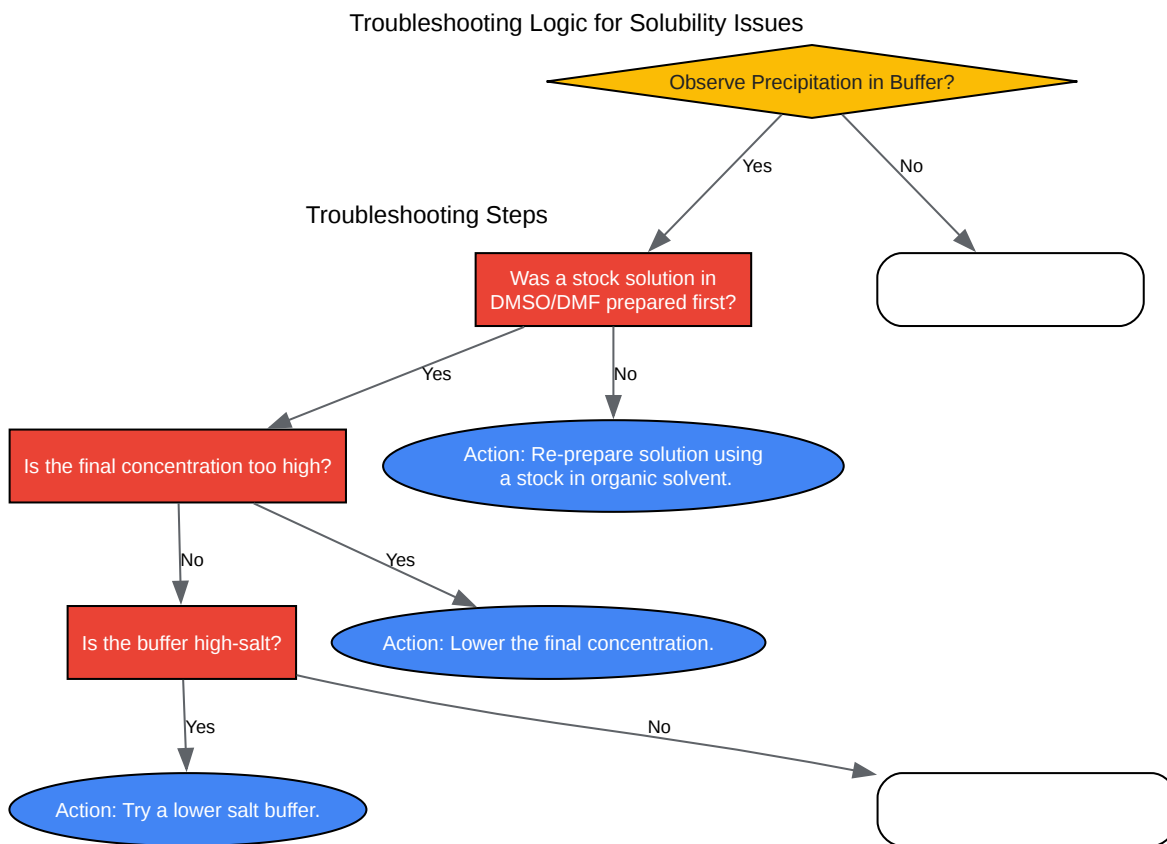 Troubleshooting Logic for Solubility Issues
Observe Precipitation in Buffer?
Yes
No
Troubleshooting Steps
Was a stock solution in
DMSO/DMF prepared first?
Yes
No
Is the final concentration too high?
Action: Re-prepare solution using
a stock in organic solvent.
No
Yes
Is the buffer high-salt?
Action: Lower the final concentration.
Yes
No
Action: Try a lower salt buffer.